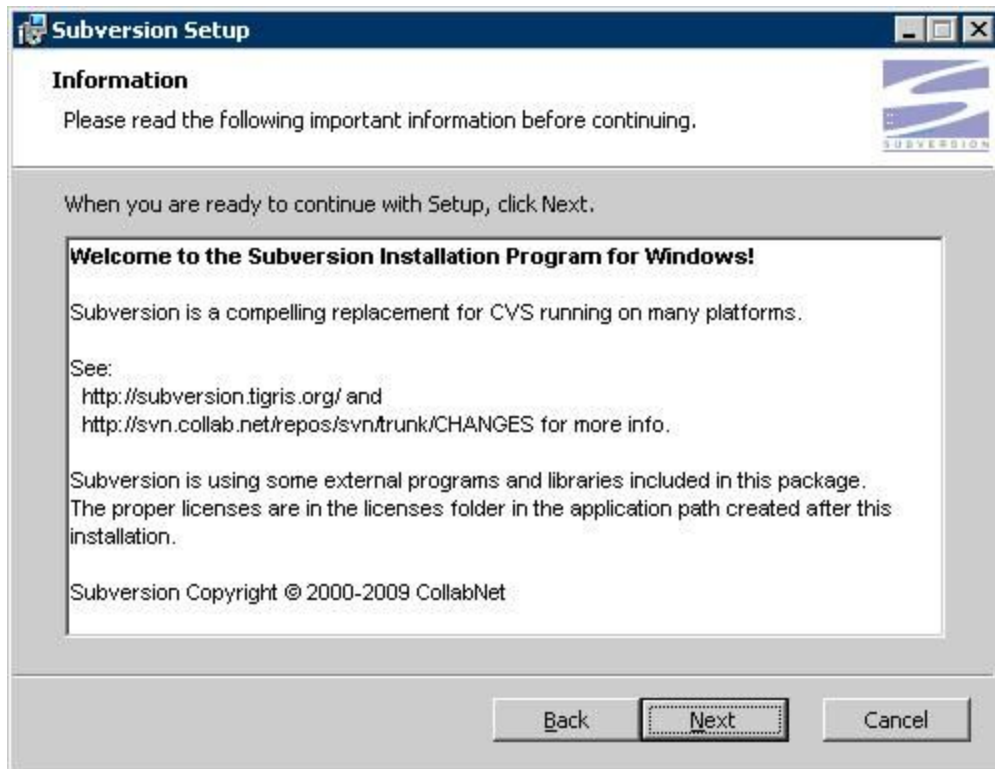 Subversion Setup
Information
Please read the following important information before continuing.
SUBVERSION
When you are ready to continue with Setup, click Next.
Welcome to the Subversion Installation Program for Windows!
Subversion is a compelling replacement for CVS running on many platforms.
See:
http://subversion.tigris.org/ and
http://svn.collab.net/repos/svn/trunk/CHANGES for more info.
Subversion is using some external programs and libraries included in this package.
The proper licenses are in the licenses folder in the application path created after this
installation.
Subversion Copyright © 2000-2009 CollabNet
Back Next Cancel